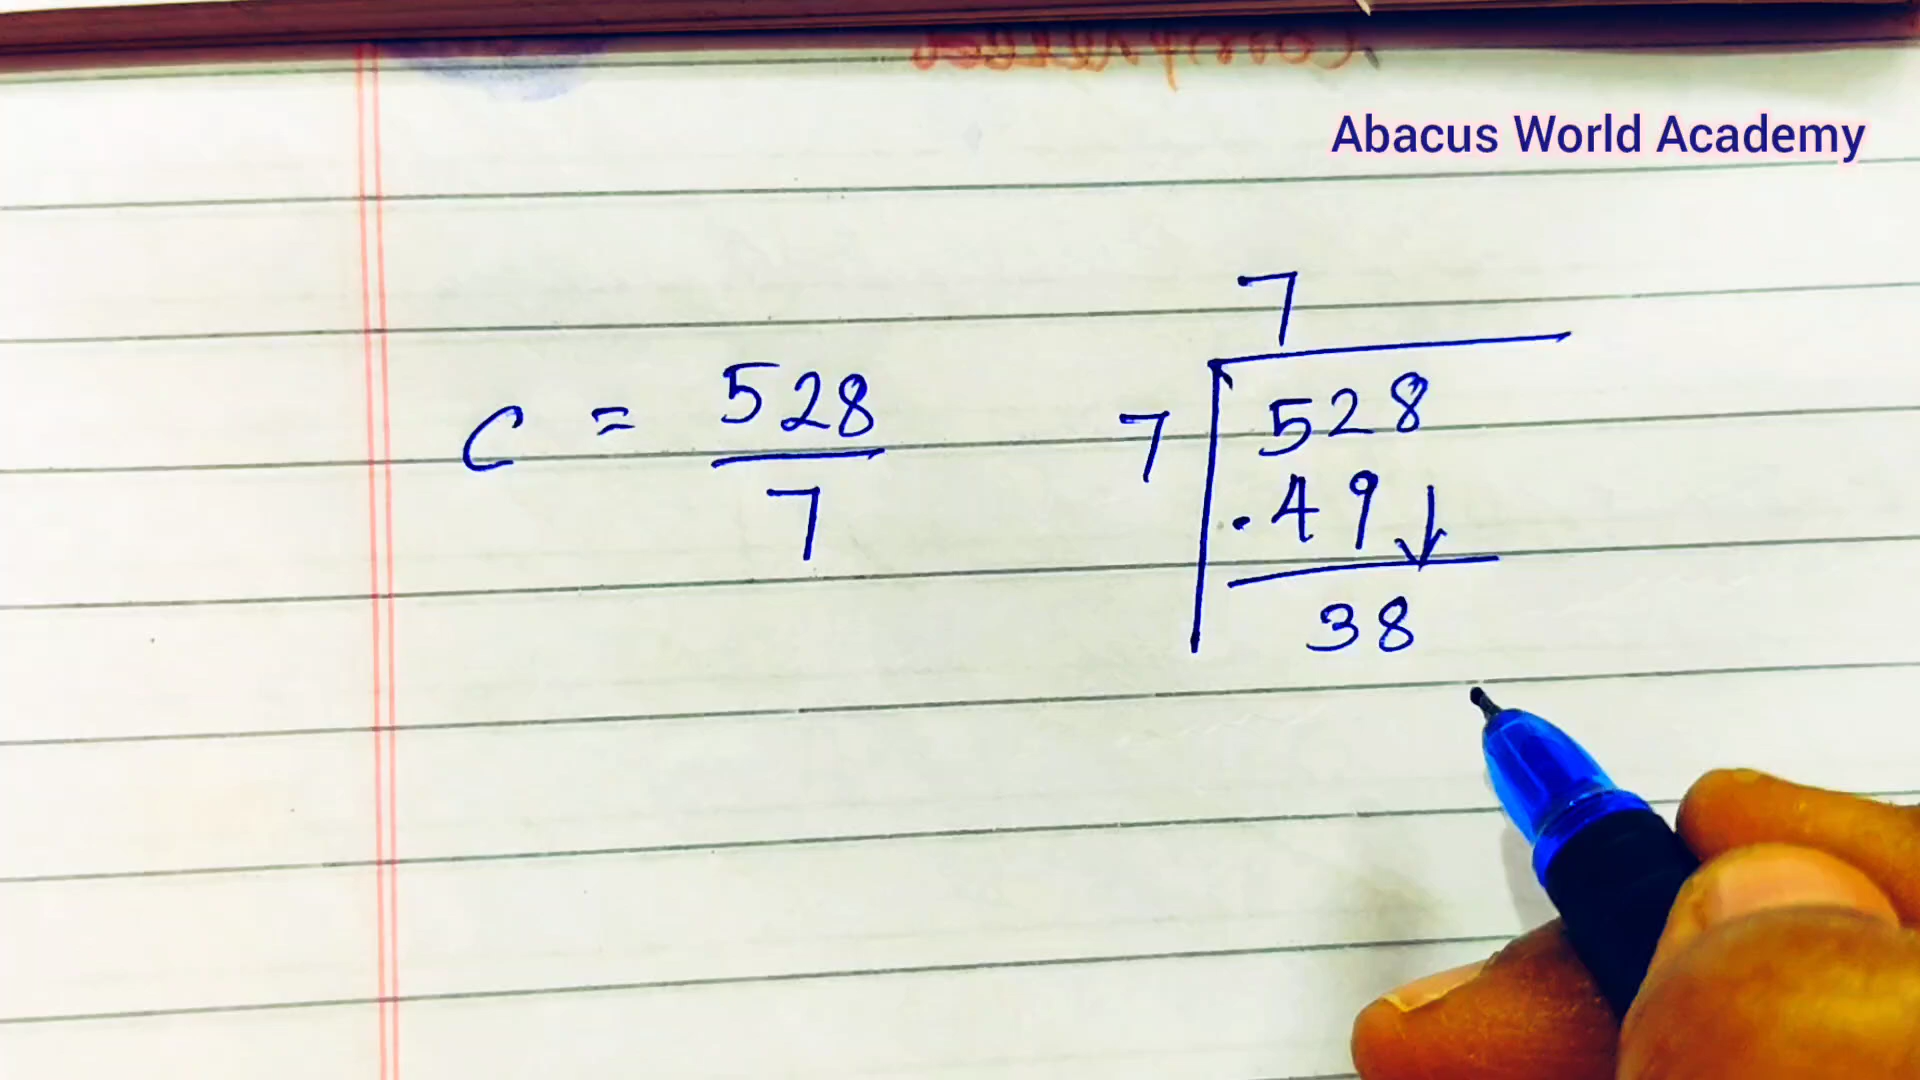 Abacus World Academy
7
C = 528/7
7 528
. 49 ↓
38